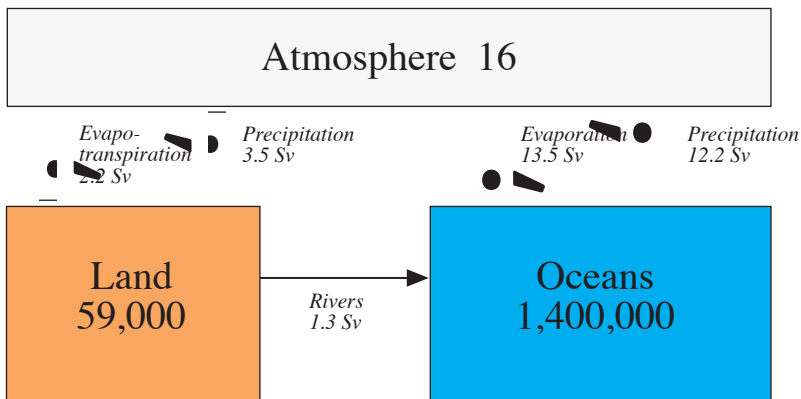 Atmosphere 16
Evapo-
transpiration
2.2 Sv
Precipitation
3.5 Sv
Evaporation
13.5 Sv
Precipitation
12.2 Sv
Land
59,000
Rivers
1.3 Sv
Oceans
1,400,000